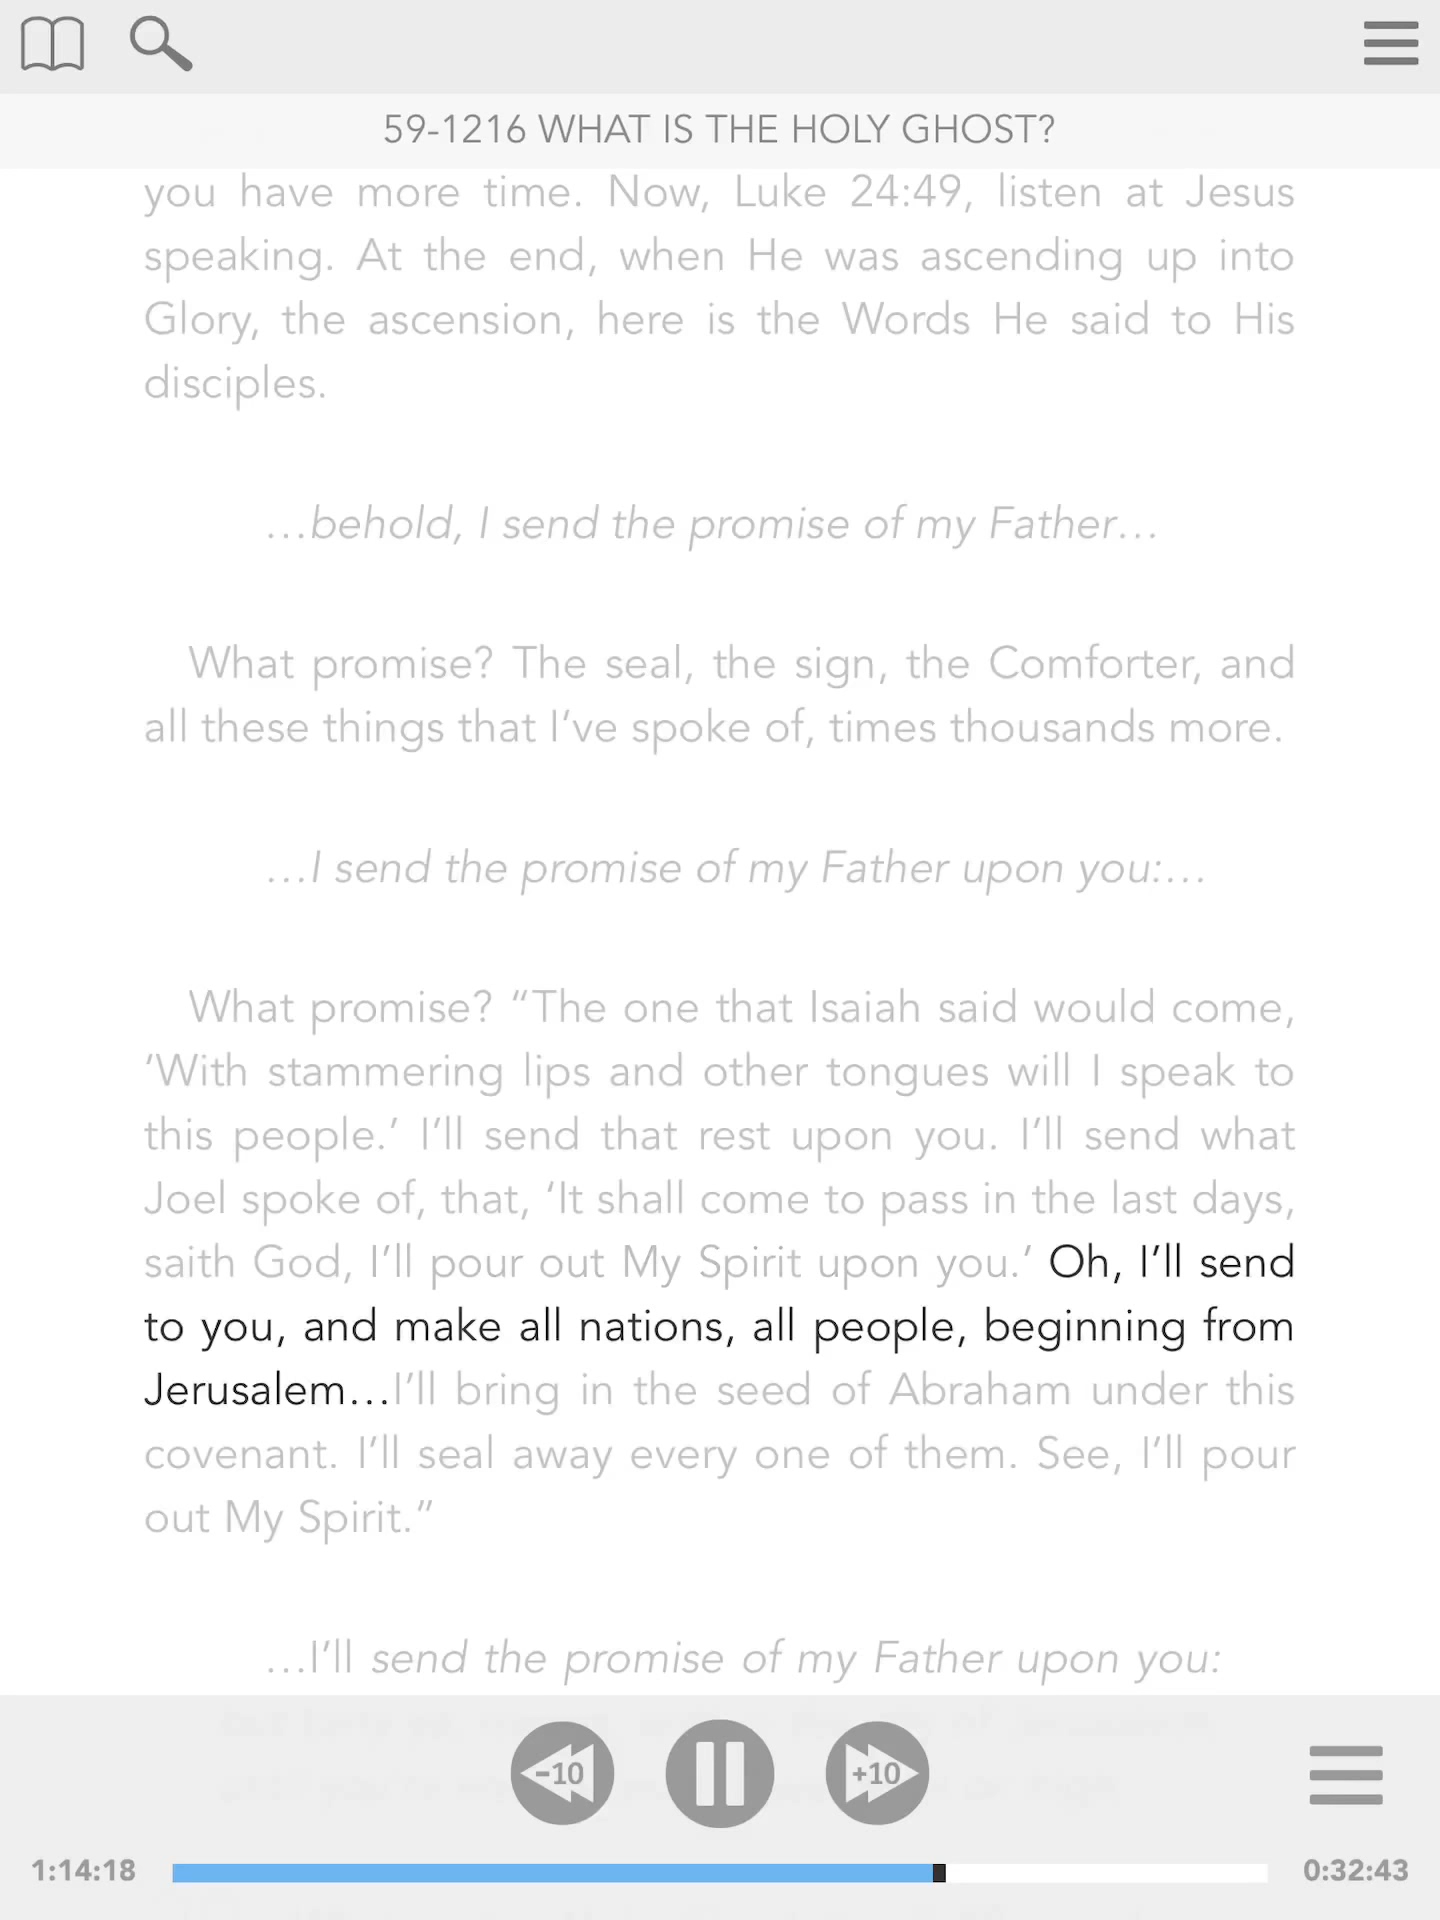 59-1216 WHAT IS THE HOLY GHOST?
you have more time. Now, Luke 24:49, listen at Jesus
speaking. At the end, when He was ascending up into
Glory, the ascension, here is the Words He said to His
disciples.
…behold, I send the promise of my Father…
What promise? The seal, the sign, the Comforter, and
all these things that I’ve spoke of, times thousands more.
…I send the promise of my Father upon you:…
What promise? “The one that Isaiah said would come,
‘With stammering lips and other tongues will I speak to
this people.’ I’ll send that rest upon you. I’ll send what
Joel spoke of, that, ‘It shall come to pass in the last days,
saith God, I’ll pour out My Spirit upon you.’ Oh, I’ll send
to you, and make all nations, all people, beginning from
Jerusalem…I’ll bring in the seed of Abraham under this
covenant. I’ll seal away every one of them. See, I’ll pour
out My Spirit.”
…I’ll send the promise of my Father upon you:
-10 +10
1:14:18 0:32:43